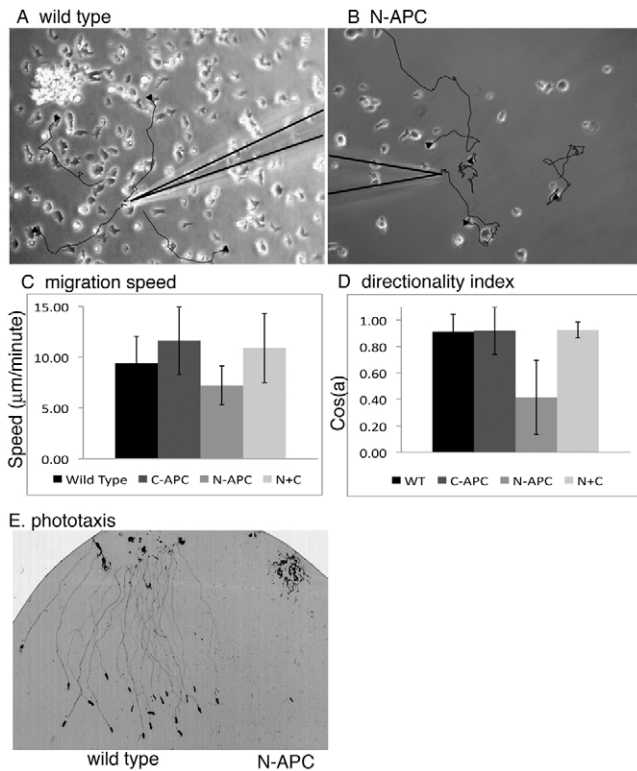 A wild type
B N-APC
C migration speed
15.00
10.00
5.00
0.00
Speed (µm/minute)
Wild Type C-APC N-APC N+C
D directionality index
1.00
0.80
0.60
0.40
0.20
0.00
Cos(a)
WT C-APC N-APC N+C
E. phototaxis
wild type
N-APC